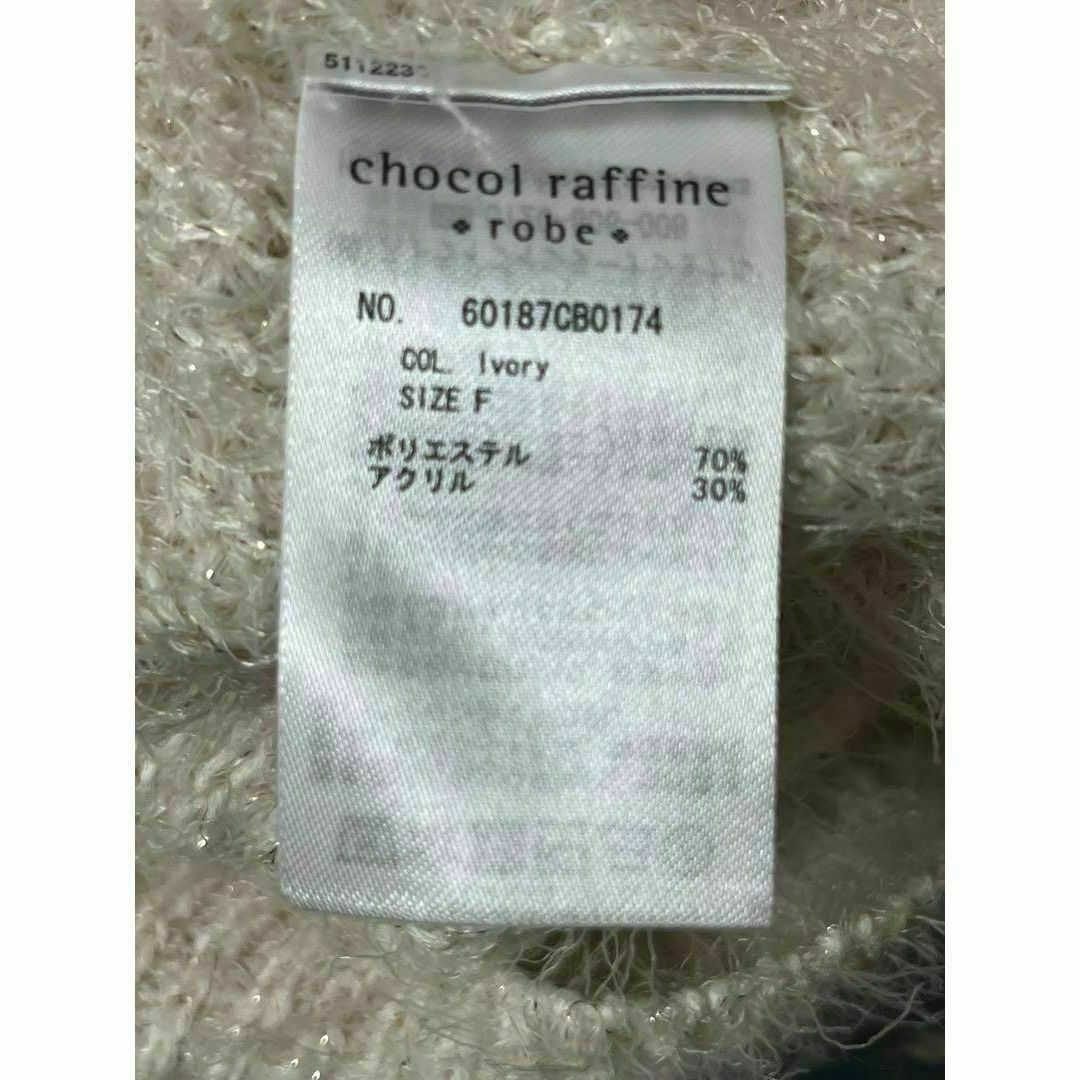 chocol raffine
robe
NO. 60187CB0174
COL. Ivory
SIZE F
ポリエステル 70%
アクリル 30%